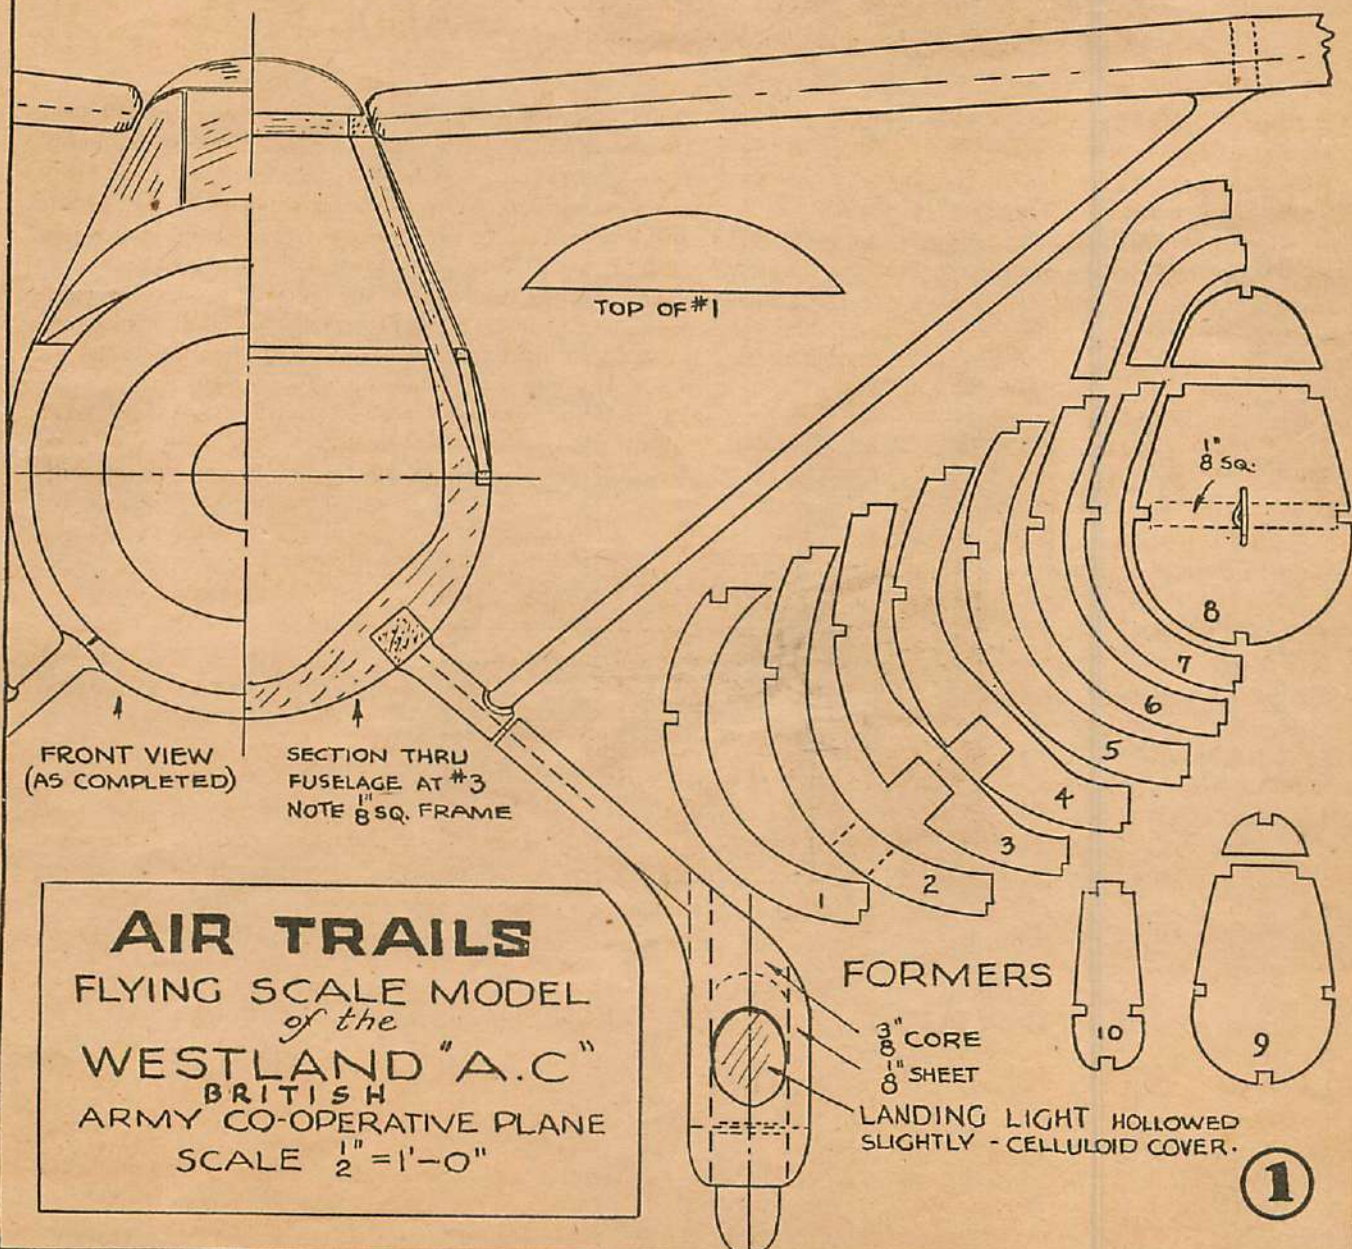 TOP OF #1
1/8" SQ.
8
7
6
5
4
3
2
1
FRONT VIEW
(AS COMPLETED)
SECTION THRU
FUSELAGE AT #3
NOTE 1/8" SQ. FRAME
AIR TRAILS
FLYING SCALE MODEL
of the
WESTLAND "A.C"
BRITISH
ARMY CO-OPERATIVE PLANE
SCALE 1/2" = 1'-0"
FORMERS
10
9
3/8" CORE
1/8" SHEET
LANDING LIGHT HOLLOWED
SLIGHTLY - CELLULOID COVER.
1